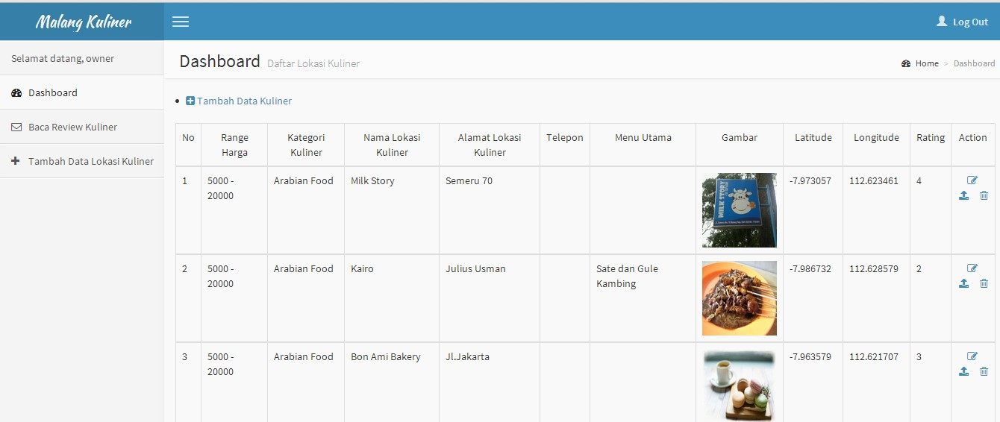 Malang Kuliner
Log Out
Selamat datang, owner
Dashboard
Baca Review Kuliner
Tambah Data Lokasi Kuliner
Dashboard Daftar Lokasi Kuliner
Home > Dashboard
Tambah Data Kuliner
No Range Harga Kategori Kuliner Nama Lokasi Kuliner Alamat Lokasi Kuliner Telepon Menu Utama Gambar Latitude Longitude Rating Action
1 5000 - 20000 Arabian Food Milk Story Semeru 70 -7.973057 112.623461 4
MILK STORY
2 5000 - 20000 Arabian Food Kairo Julius Usman Sate dan Gule Kambing -7.986732 112.628579 2
3 5000 - 20000 Arabian Food Bon Ami Bakery Jl.Jakarta -7.963579 112.621707 3